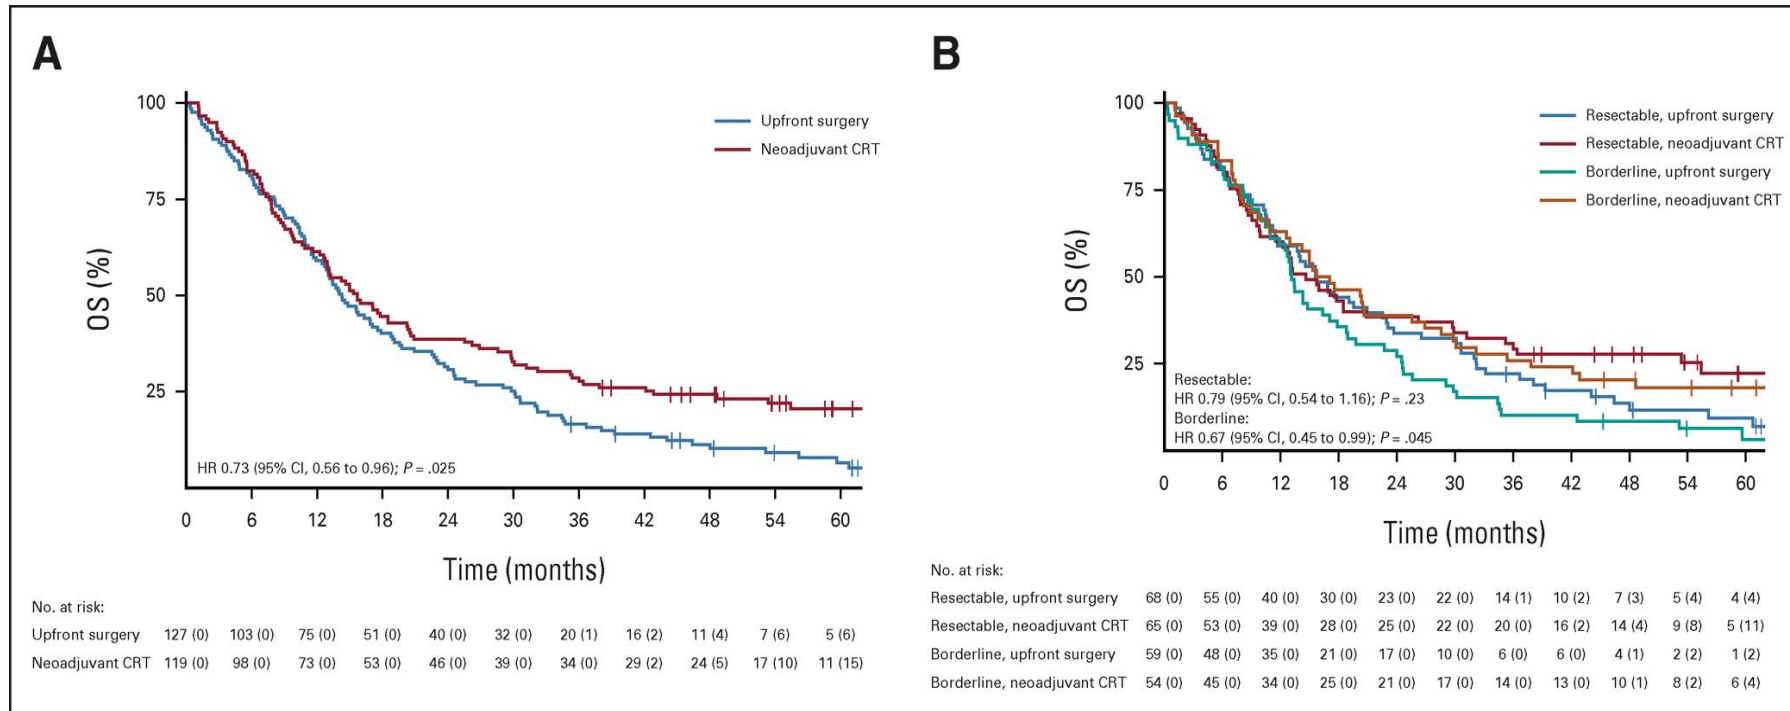 A
OS (%)
100
75
50
25
Upfront surgery
Neoadjuvant CRT
HR 0.73 (95% CI, 0.56 to 0.96); P = .025
0 6 12 18 24 30 36 42 48 54 60
Time (months)
No. at risk:
Upfront surgery 127 (0) 103 (0) 75 (0) 51 (0) 40 (0) 32 (0) 20 (1) 16 (2) 11 (4) 7 (6) 5 (6)
Neoadjuvant CRT 119 (0) 98 (0) 73 (0) 53 (0) 46 (0) 39 (0) 34 (0) 29 (2) 24 (5) 17 (10) 11 (15)
B
OS (%)
100
75
50
25
Resectable, upfront surgery
Resectable, neoadjuvant CRT
Borderline, upfront surgery
Borderline, neoadjuvant CRT
Resectable:
HR 0.79 (95% CI, 0.54 to 1.16); P = .23
Borderline:
HR 0.67 (95% CI, 0.45 to 0.99); P = .045
0 6 12 18 24 30 36 42 48 54 60
Time (months)
No. at risk:
Resectable, upfront surgery 68 (0) 55 (0) 40 (0) 30 (0) 23 (0) 22 (0) 14 (1) 10 (2) 7 (3) 5 (4) 4 (4)
Resectable, neoadjuvant CRT 65 (0) 53 (0) 39 (0) 28 (0) 25 (0) 22 (0) 20 (0) 16 (2) 14 (4) 9 (8) 5 (11)
Borderline, upfront surgery 59 (0) 48 (0) 35 (0) 21 (0) 17 (0) 10 (0) 6 (0) 6 (0) 4 (1) 2 (2) 1 (2)
Borderline, neoadjuvant CRT 54 (0) 45 (0) 34 (0) 25 (0) 21 (0) 17 (0) 14 (0) 13 (0) 10 (1) 8 (2) 6 (4)